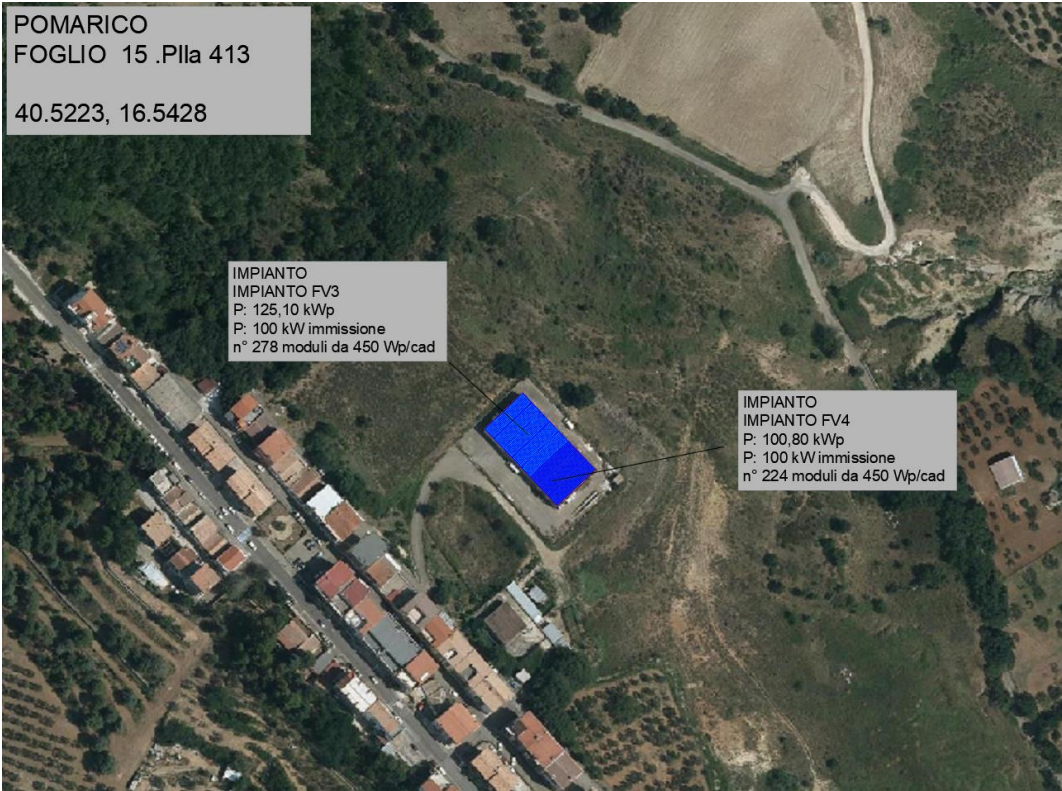 POMARICO
FOGLIO 15 .Plla 413
40.5223, 16.5428
IMPIANTO
IMPIANTO FV3
P: 125,10 kWp
P: 100 kW immissione
n° 278 moduli da 450 Wp/cad
IMPIANTO
IMPIANTO FV4
P: 100,80 kWp
P: 100 kW immissione
n° 224 moduli da 450 Wp/cad